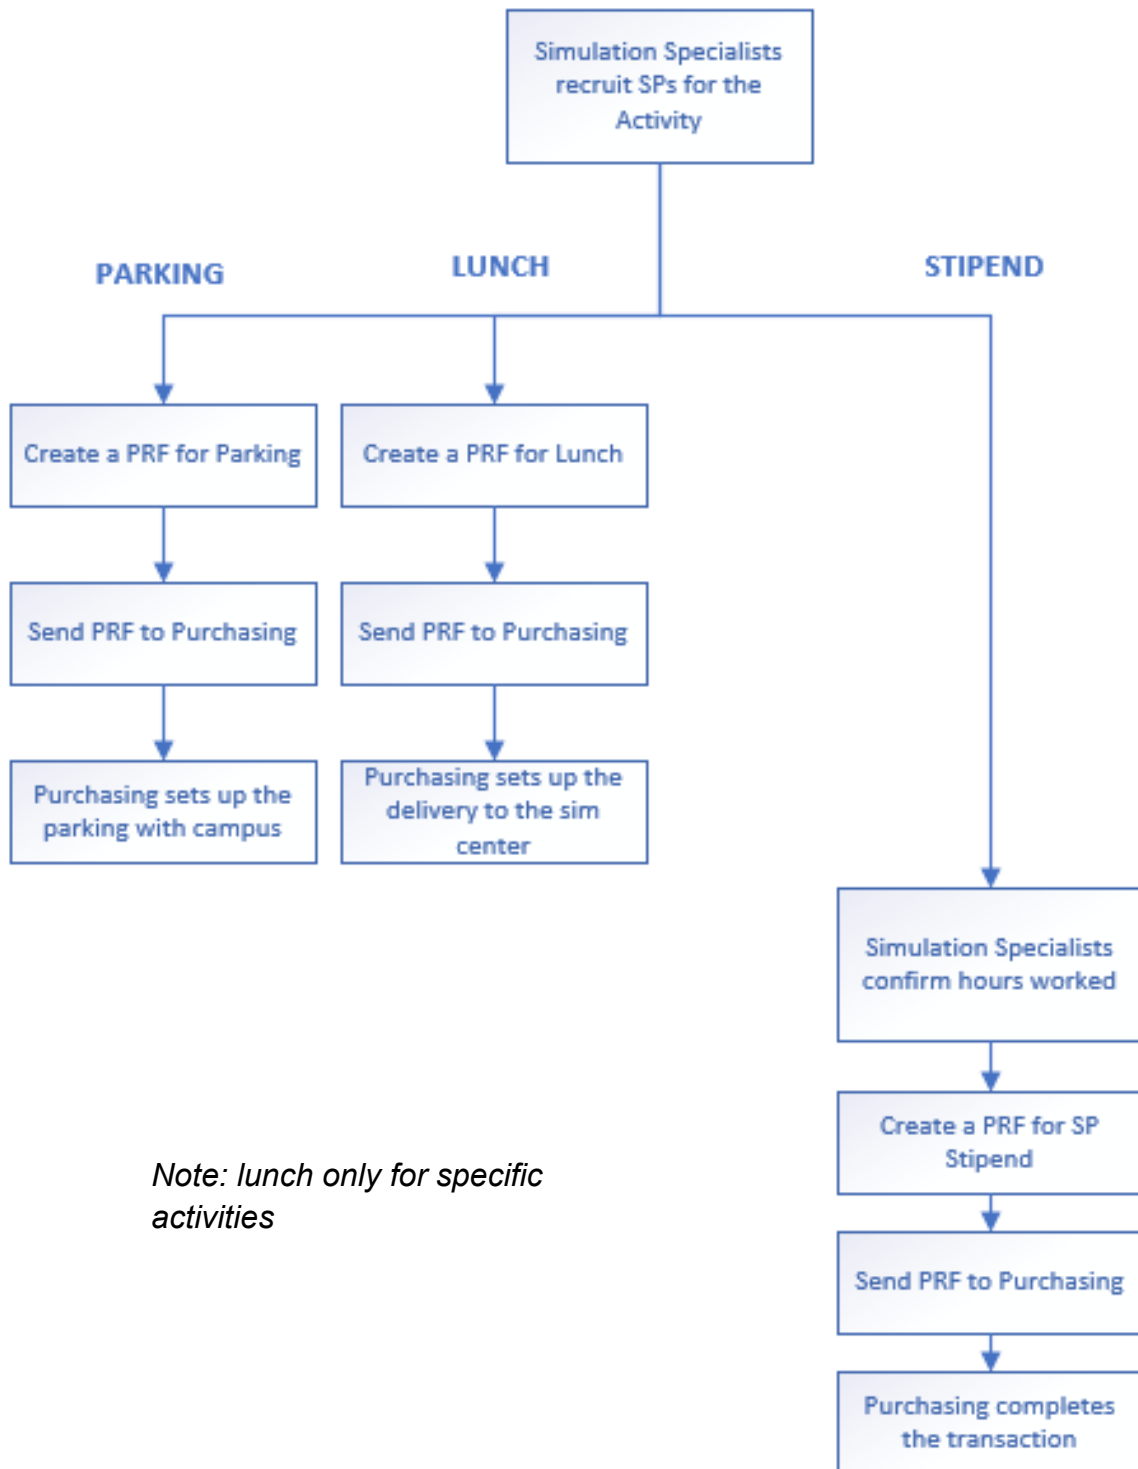 Simulation Specialists
recruit SPs for the
Activity
PARKING
LUNCH
STIPEND
Create a PRF for Parking
Create a PRF for Lunch
Send PRF to Purchasing
Send PRF to Purchasing
Purchasing sets up the
parking with campus
Purchasing sets up the
delivery to the sim
center
Simulation Specialists
confirm hours worked
Create a PRF for SP
Stipend
Send PRF to Purchasing
Purchasing completes
the transaction
Note: lunch only for specific
activities